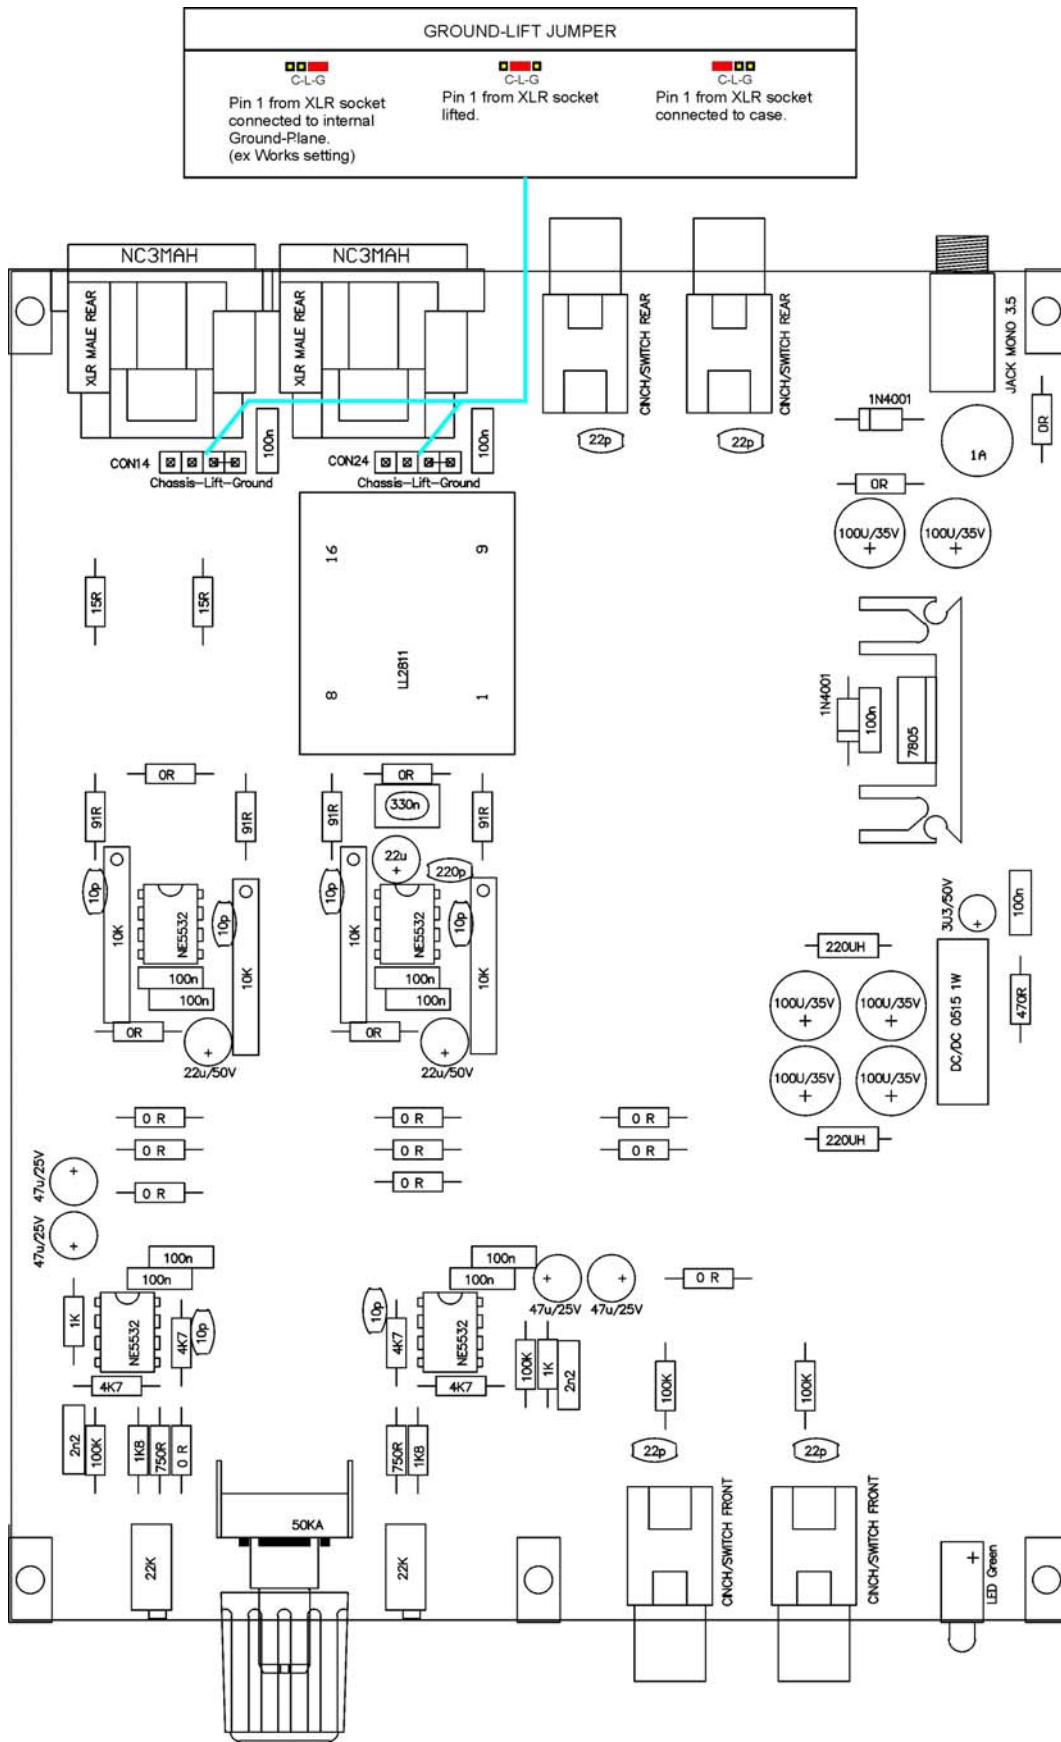 GROUND-LIFT JUMPER
C-L-G
Pin 1 from XLR socket
connected to internal
Ground-Plane.
(ex Works setting)
C-L-G
Pin 1 from XLR socket
lifted.
C-L-G
Pin 1 from XLR socket
connected to case.
NC3MAH
NC3MAH
XLR MALE REAR
XLR MALE REAR
CINCH/SWITCH REAR
CINCH/SWITCH REAR
JACK MONO 3.5
1N4001
0R
1A
100n
100n
22p
22p
CON14
Chassis-Lift-Ground
CON24
Chassis-Lift-Ground
0R
100U/35V
+
100U/35V
+
16
9
15R
15R
LL2811
8
1
1N4001
100n
7805
0R
0R
91R
91R
91R
330n
91R
22u
+
220p
10p
10K
NE5532
10p
10K
10p
10K
NE5532
10p
10K
100n
100n
100n
100n
0R
+
22u/50V
0R
+
22u/50V
3U3/50V
+
100n
220UH
100U/35V
+
100U/35V
+
DC/DC 0515 1W
470R
100U/35V
+
100U/35V
+
220UH
0 R
0 R
0 R
0 R
0 R
0 R
0 R
0 R
47u/25V
+
47u/25V
+
100n
100n
100n
100n
+
+
47u/25V
47u/25V
0 R
1K
NE5532
4K7
10p
4K7
10p
4K7
NE5532
4K7
100K
1K
2n2
100K
100K
2n2
100K
1K8
750R
0 R
750R
1K8
22p
22p
50KA
22K
22K
CINCH/SWITCH FRONT
CINCH/SWITCH FRONT
+
LED Green